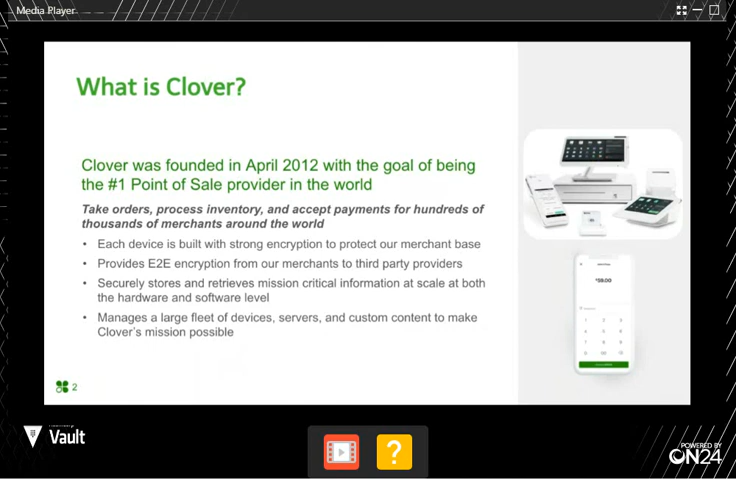 Media Player
What is Clover?
Clover was founded in April 2012 with the goal of being
the #1 Point of Sale provider in the world
Take orders, process inventory, and accept payments for hundreds of
thousands of merchants around the world
• Each device is built with strong encryption to protect our merchant base
• Provides E2E encryption from our merchants to third party providers
• Securely stores and retrieves mission critical information at scale at both
the hardware and software level
• Manages a large fleet of devices, servers, and custom content to make
Clover's mission possible
2
Vault
?
POWERED BY
ON24